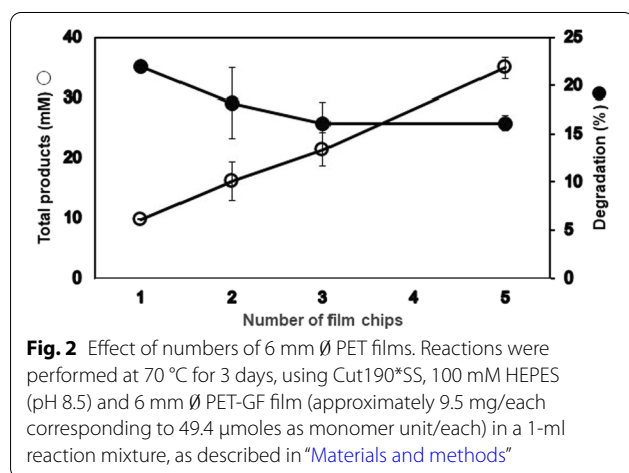 40
30
20
10
0
Total products (mM) ○
25
20
15
10
5
0
Degradation (%) ●
1 2 3 4 5
Number of film chips
Fig. 2 Effect of numbers of 6 mm Ø PET films. Reactions were
performed at 70 °C for 3 days, using Cut190*SS, 100 mM HEPES
(pH 8.5) and 6 mm Ø PET-GF film (approximately 9.5 mg/each
corresponding to 49.4 μmoles as monomer unit/each) in a 1-ml
reaction mixture, as described in “Materials and methods”